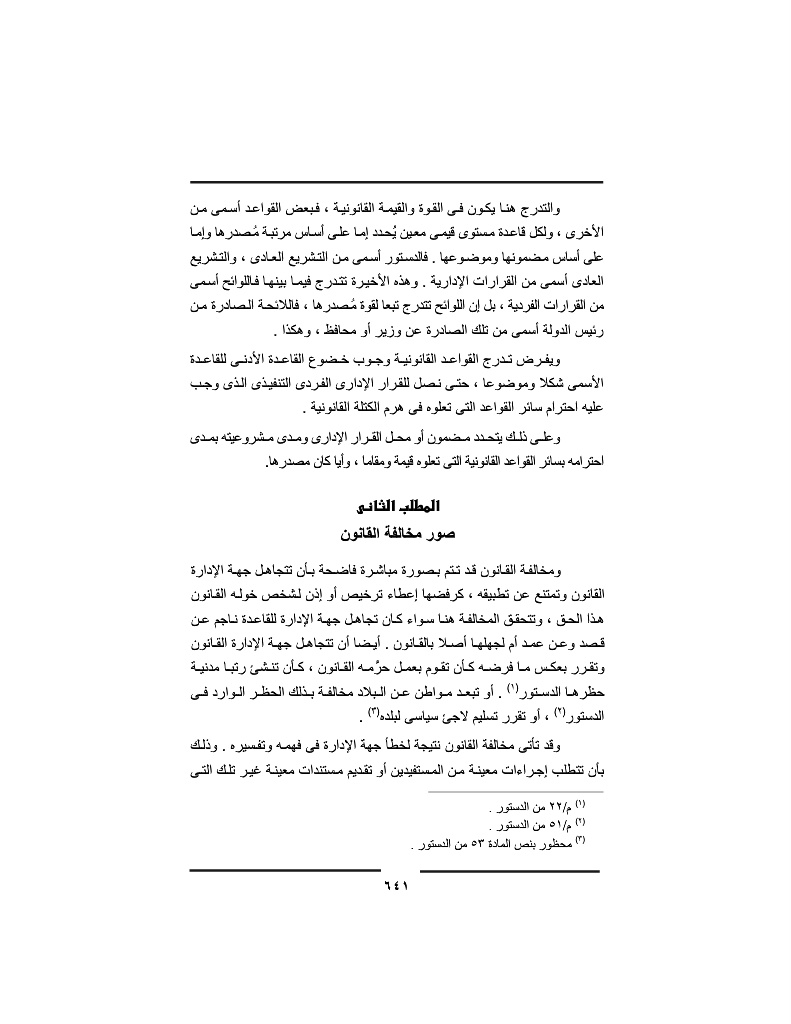 والتدرج هنا يكون فى القوة والقيمة القانونية ، فبعض القواعد أسمى من
الأخرى ، ولكل قاعدة مستوى قيمى معين يُحدد إما على أساس مرتبة مُصدرها وإما
على أساس مضمونها وموضوعها . فالدستور أسمى من التشريع العادى ، والتشريع
العادى أسمى من القرارات الإدارية . وهذه الأخيرة تتدرج فيما بينها فاللوائح أسمى
من القرارات الفردية ، بل إن اللوائح تتدرج تبعا لقوة مُصدرها ، فاللائحة الصادرة من
رئيس الدولة أسمى من تلك الصادرة عن وزير أو محافظ ، وهكذا .
ويفرض تدرج القواعد القانونية وجوب خضوع القاعدة الأدنى للقاعدة
الأسمى شكلا وموضوعا ، حتى نصل للقرار الإدارى الفردى التنفيذى الذى وجب
عليه احترام سائر القواعد التى تعلوه فى هرم الكتلة القانونية .
وعلى ذلك يتحدد مضمون أو محل القرار الإدارى ومدى مشروعيته بمدى
احترامه بسائر القواعد القانونية التى تعلوه قيمة ومقاما ، وأيا كان مصدرها.
المطلب الثانى
صور مخالفة القانون
ومخالفة القانون قد تتم بصورة مباشرة فاضحة بأن تتجاهل جهة الإدارة
القانون وتمتنع عن تطبيقه ، كرفضها إعطاء ترخيص أو إذن لشخص خوله القانون
هذا الحق ، وتتحقق المخالفة هنا سواء كان تجاهل جهة الإدارة للقاعدة ناجم عن
قصد وعن عمد أم لجهلها أصلا بالقانون . أيضا أن تتجاهل جهة الإدارة القانون
وتقرر بعكس ما فرضه كأن تقوم بعمل حرَّمه القانون ، كأن تنشئ رتبا مدنية
حظرها الدستور(١) . أو تبعد مواطن عن البلاد مخالفة بذلك الحظر الوارد فى
الدستور(٢) ، أو تقرر تسليم لاجئ سياسى لبلده(٣) .
وقد تأتى مخالفة القانون نتيجة لخطأ جهة الإدارة فى فهمه وتفسيره . وذلك
بأن تتطلب إجراءات معينة من المستفيدين أو تقديم مستندات معينة غير تلك التى
(١) م/٢٢ من الدستور .
(٢) م/٥١ من الدستور .
(٣) محظور بنص المادة ٥٣ من الدستور .
٦٤١